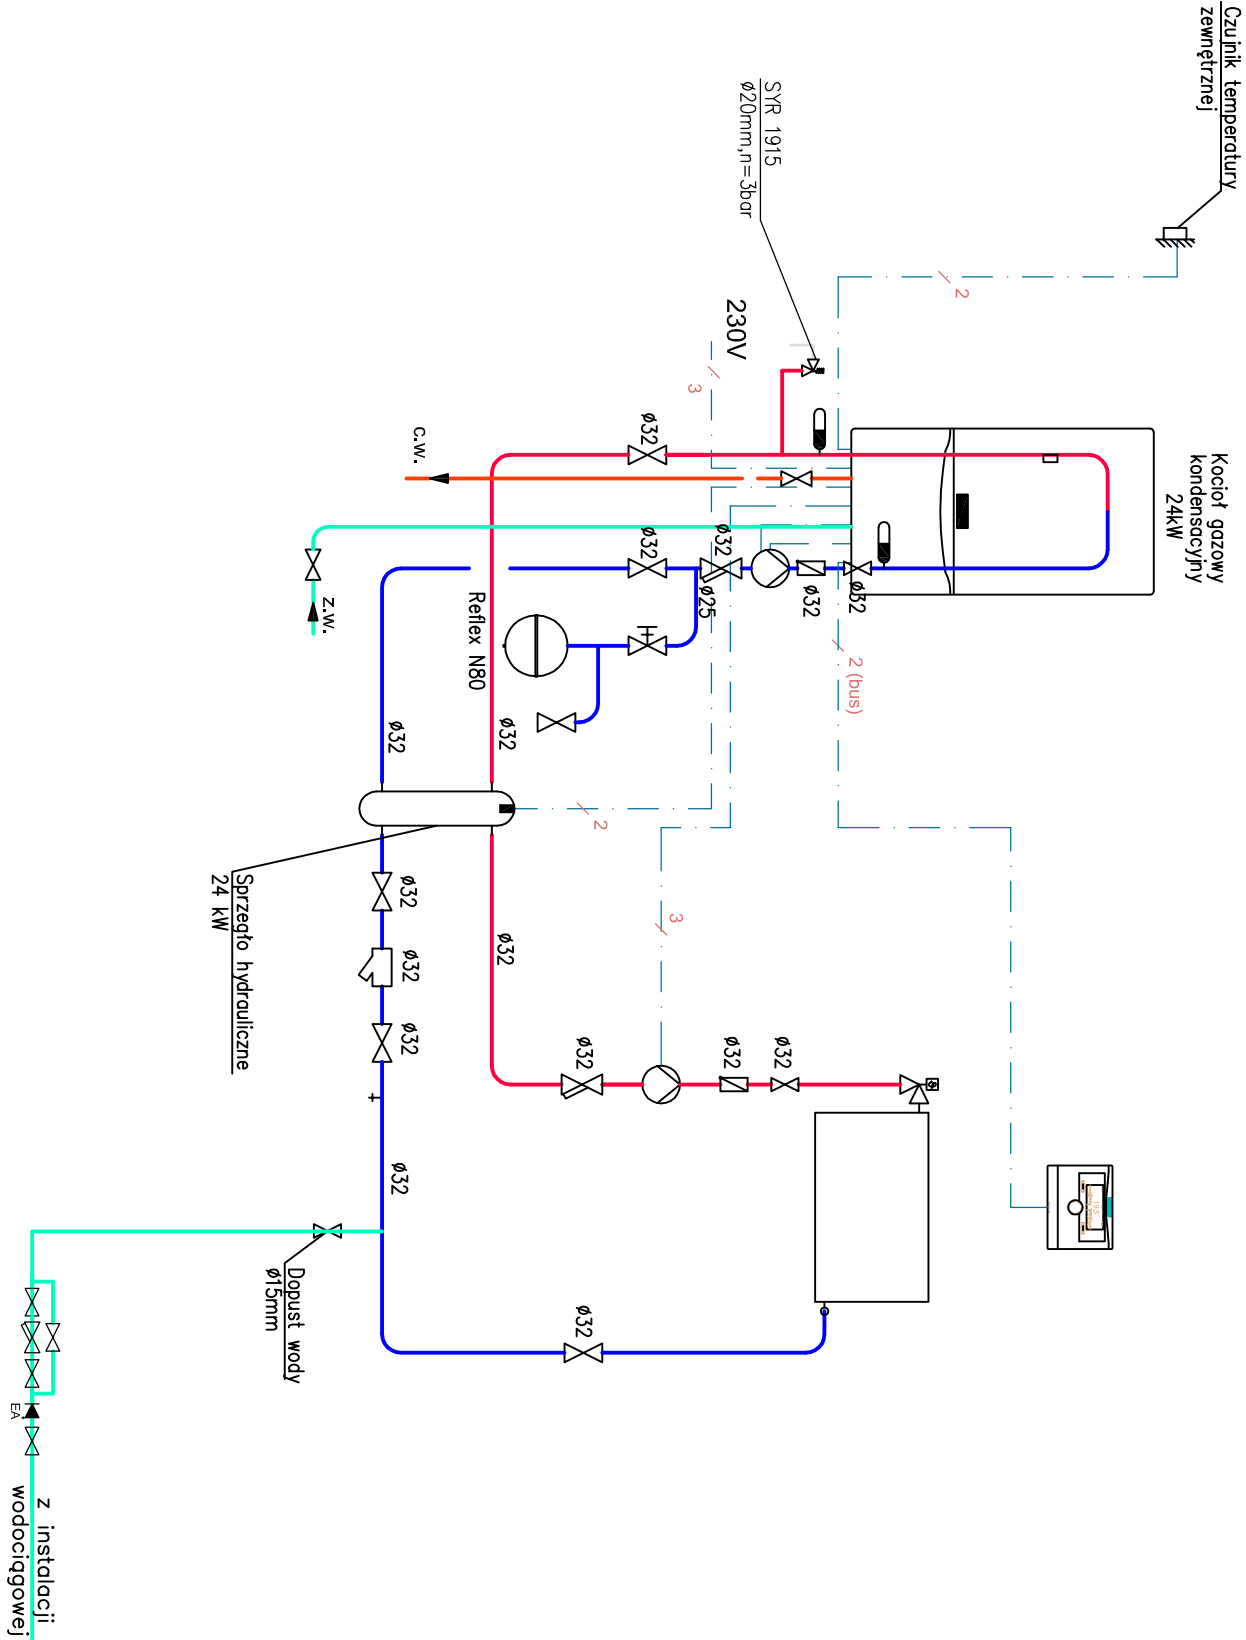 Czujnik temperatury
zewnętrznej
Kocioł gazowy
kondensacyjny
24kW
SYR 1915
ø20mm,n=3bar
230V
2
3
c.w.
z.w.
ø32
ø32
ø32
ø25
ø32
ø32
Reflex N80
2 (bus)
ø32
ø32
2
3
Sprzęgło hydrauliczne
24 kW
ø32
ø32
ø32
ø32
ø32
ø32
ø32
ø32
ø32
19,5
Dopust wody
ø15mm
EA
z instalacji
wodociągowej